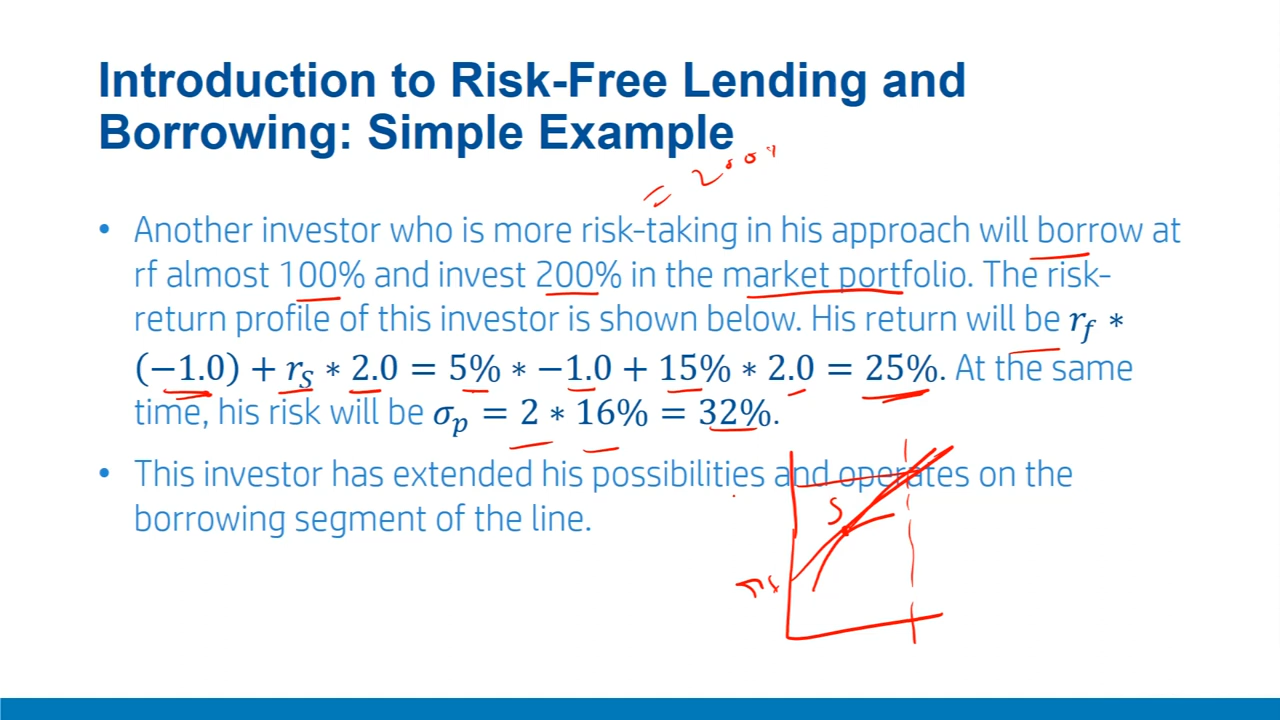 Introduction to Risk-Free Lending and
Borrowing: Simple Example
= 200%
• Another investor who is more risk-taking in his approach will borrow at
rf almost 100% and invest 200% in the market portfolio. The risk-
return profile of this investor is shown below. His return will be r_f ∗
(−1.0) + r_S ∗ 2.0 = 5% ∗ −1.0 + 15% ∗ 2.0 = 25%. At the same
time, his risk will be σ_p = 2 ∗ 16% = 32%.
• This investor has extended his possibilities and operates on the
borrowing segment of the line.
S
rf